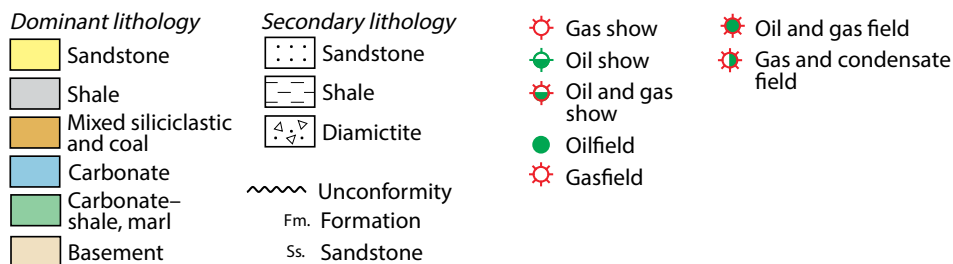 Dominant lithology
Sandstone
Shale
Mixed siliciclastic
and coal
Carbonate
Carbonate–
shale, marl
Basement
Secondary lithology
Sandstone
Shale
Diamictite
Unconformity
Fm. Formation
Ss. Sandstone
Gas show
Oil show
Oil and gas
show
Oilfield
Gasfield
Oil and gas field
Gas and condensate
field